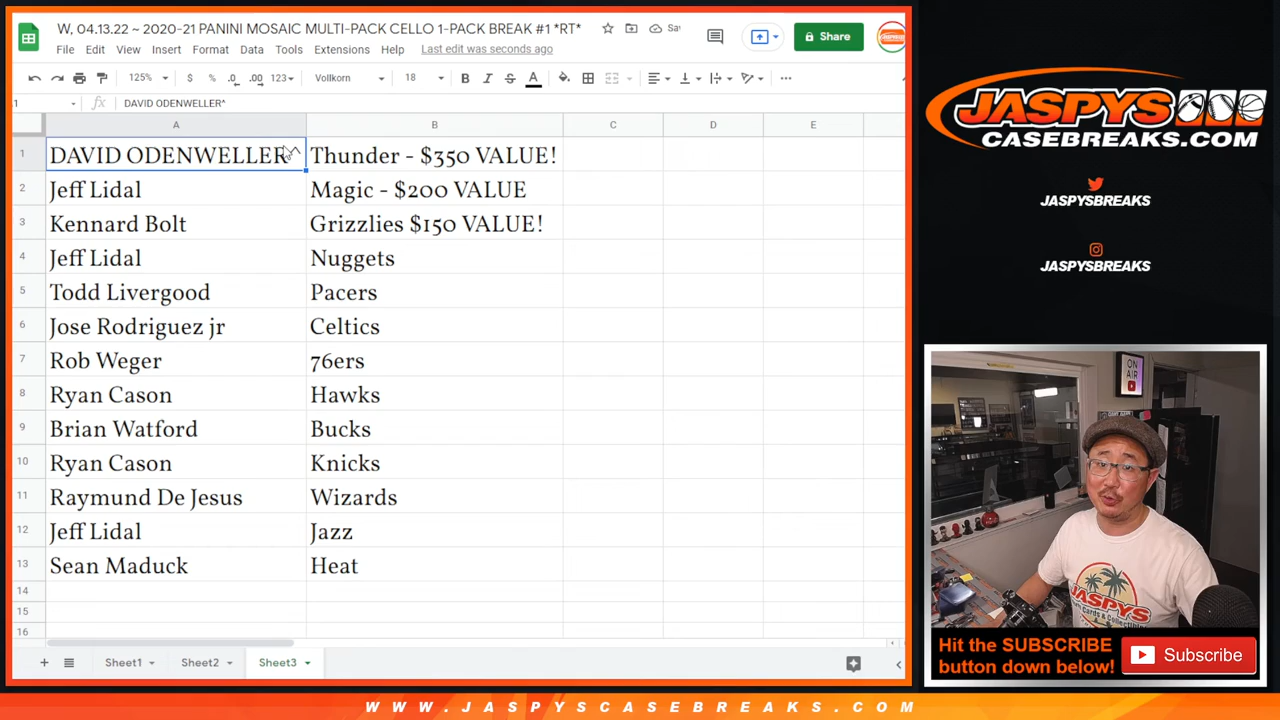 W, 04.13.22 ~ 2020-21 PANINI MOSAIC MULTI-PACK CELLO 1-PACK BREAK #1 *RT*
Share
File Edit View Insert Format Data Tools Extensions Help Last edit was seconds ago
125% $ % .0 .00 123 Vollkorn 18 B I S A
1 fx DAVID ODENWELLER^
A B C D E
1 DAVID ODENWELLER^ Thunder - $350 VALUE!
2 Jeff Lidal Magic - $200 VALUE
3 Kennard Bolt Grizzlies $150 VALUE!
4 Jeff Lidal Nuggets
5 Todd Livergood Pacers
6 Jose Rodriguez jr Celtics
7 Rob Weger 76ers
8 Ryan Cason Hawks
9 Brian Watford Bucks
10 Ryan Cason Knicks
11 Raymund De Jesus Wizards
12 Jeff Lidal Jazz
13 Sean Maduck Heat
14
15
16
Sheet1 Sheet2 Sheet3
JASPYS
CASEBREAKS.COM
JASPYSBREAKS
JASPYSBREAKS
ON
AIR
JASPYS
Hit the SUBSCRIBE
button down below!
Subscribe
WWW.JASPYSCASEBREAKS.COM